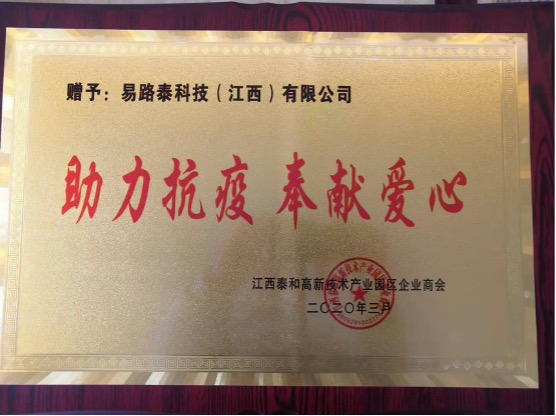 赠予：易路泰科技（江西）有限公司
助力抗疫 奉献爱心
江西泰和高新技术产业园区企业商会
二〇二〇年三月